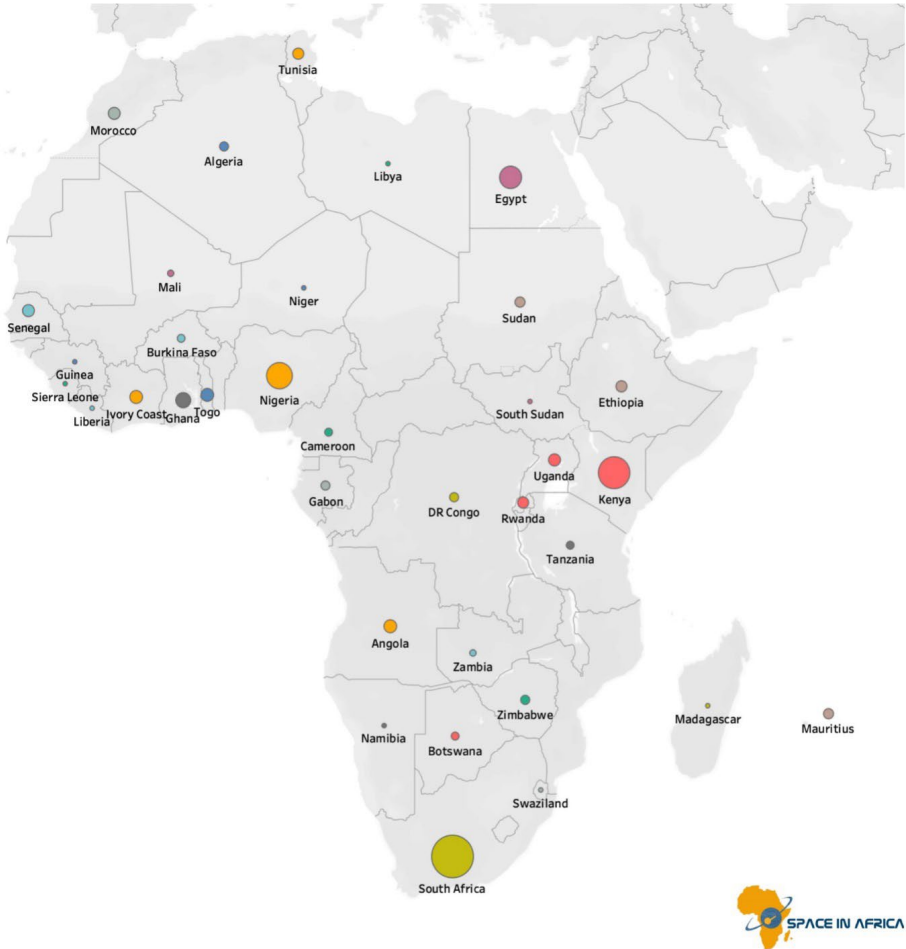 Tunisia
Morocco
Algeria
Libya
Egypt
Mali
Niger
Sudan
Senegal
Burkina Faso
Guinea
Sierra Leone
Liberia
Ivory Coast
Ghana
Togo
Nigeria
South Sudan
Ethiopia
Cameroon
Uganda
Kenya
Gabon
DR Congo
Rwanda
Tanzania
Angola
Zambia
Zimbabwe
Madagascar
Mauritius
Namibia
Botswana
Swaziland
South Africa
SPACE IN AFRICA